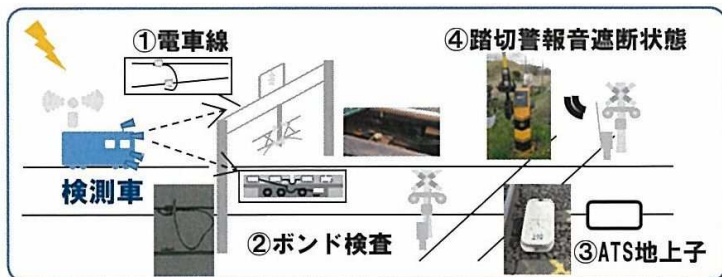 ①電車線
④踏切警報音遮断状態
検測車
②ボンド検査
③ATS地上子